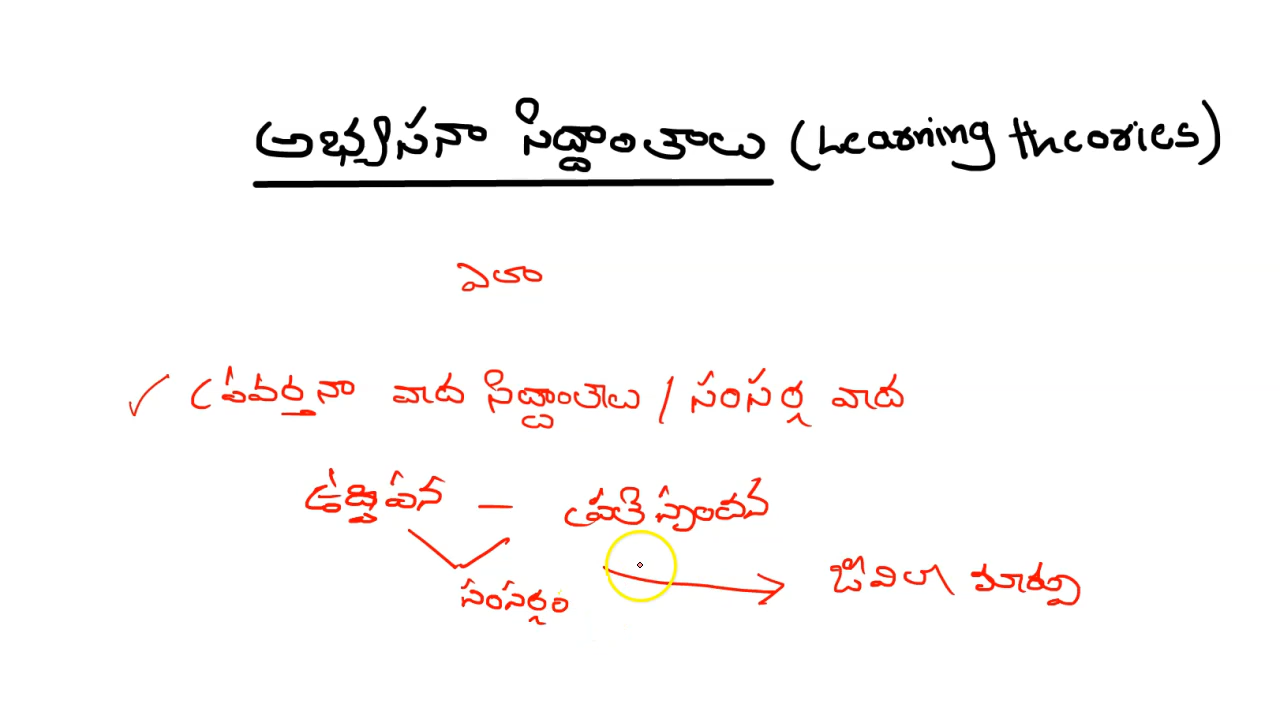 అభ్యసనా సిద్దాంతాలు (Learning theories)
ఎలా
ప్రవర్తనా వాద సిద్దాంతాలు / సంసర్గ వాద
ఉద్దీపన - ప్రతిస్పందన
సంసర్గం
జీవిలో మార్పు